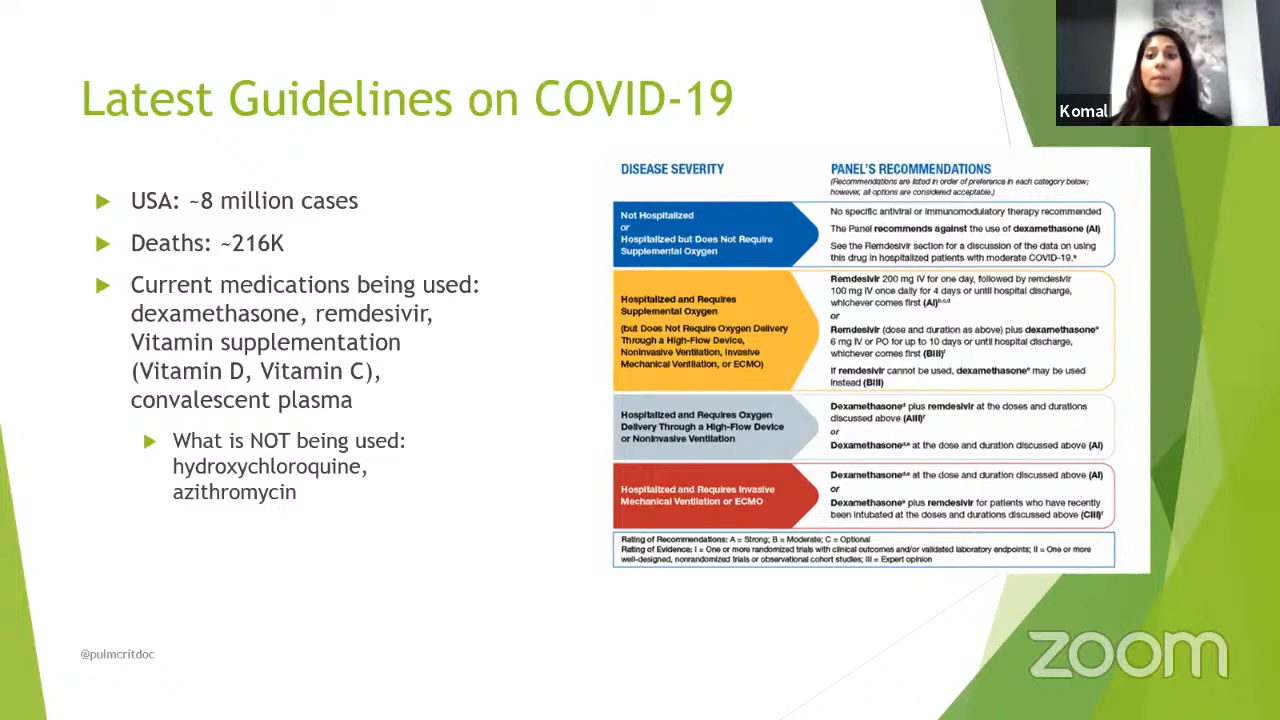 Latest Guidelines on COVID-19
Komal
USA: ~8 million cases
Deaths: ~216K
Current medications being used:
dexamethasone, remdesivir,
Vitamin supplementation
(Vitamin D, Vitamin C),
convalescent plasma
What is NOT being used:
hydroxychloroquine,
azithromycin
DISEASE SEVERITY
PANEL'S RECOMMENDATIONS
(Recommendations are listed in order of preference in each category below;
however, all options are considered acceptable.)
Not Hospitalized
or
Hospitalized but Does Not Require
Supplemental Oxygen
No specific antiviral or immunomodulatory therapy recommended
The Panel recommends against the use of dexamethasone (AI)
See the Remdesivir section for a discussion of the data on using
this drug in hospitalized patients with moderate COVID-19.a
Hospitalized and Requires
Supplemental Oxygen
(but Does Not Require Oxygen Delivery
Through a High-Flow Device,
Noninvasive Ventilation, Invasive
Mechanical Ventilation, or ECMO)
Remdesivir 200 mg IV for one day, followed by remdesivir
100 mg IV once daily for 4 days or until hospital discharge,
whichever comes first (AI)b,c,d
or
Remdesivir (dose and duration as above) plus dexamethasonee
6 mg IV or PO for up to 10 days or until hospital discharge,
whichever comes first (BIII)f
If remdesivir cannot be used, dexamethasonee may be used
instead (BIII)
Hospitalized and Requires Oxygen
Delivery Through a High-Flow Device
or Noninvasive Ventilation
Dexamethasoned plus remdesivir at the doses and durations
discussed above (AIII)f
or
Dexamethasoned,e at the dose and duration discussed above (AI)
Hospitalized and Requires Invasive
Mechanical Ventilation or ECMO
Dexamethasoned,e at the dose and duration discussed above (AI)
or
Dexamethasonee plus remdesivir for patients who have recently
been intubated at the doses and durations discussed above (CIII)f
Rating of Recommendations: A = Strong; B = Moderate; C = Optional
Rating of Evidence: I = One or more randomized trials with clinical outcomes and/or validated laboratory endpoints; II = One or more
well-designed, nonrandomized trials or observational cohort studies; III = Expert opinion
@pulmcritdoc
zoom